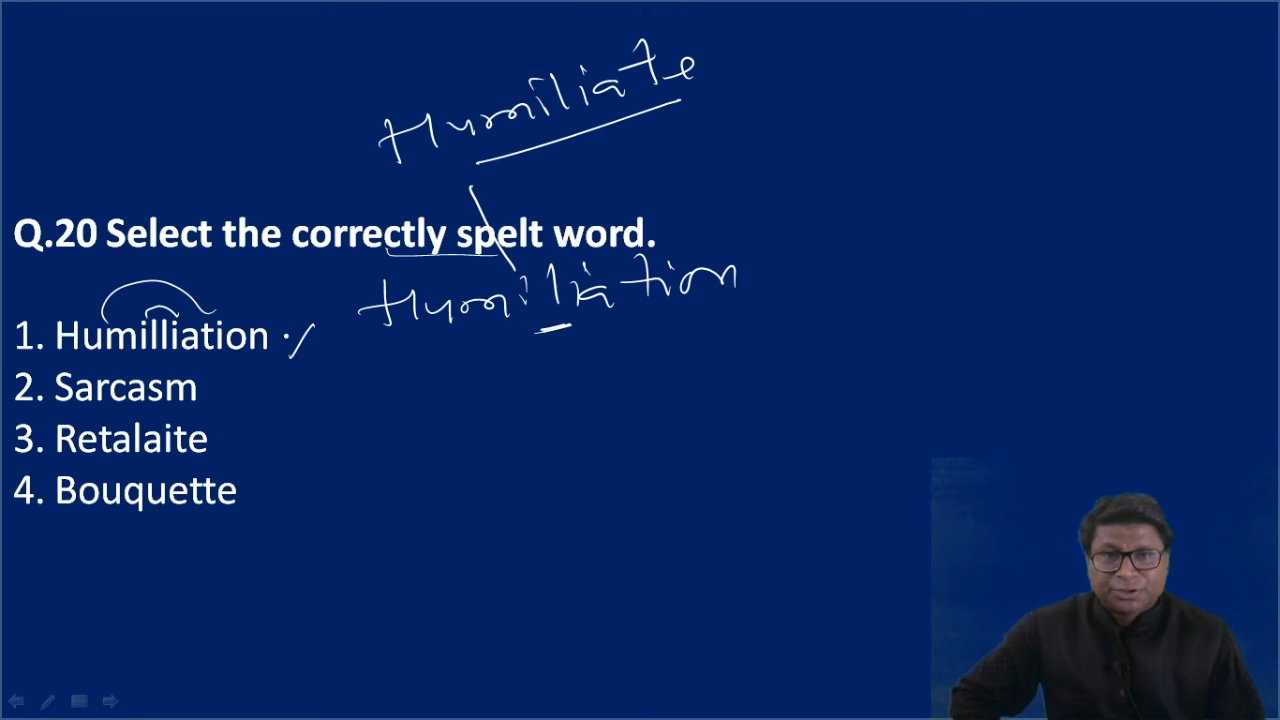 Humiliate
Q.20 Select the correctly spelt word.
Humiliation
1. Humilliation
2. Sarcasm
3. Retalaite
4. Bouquette